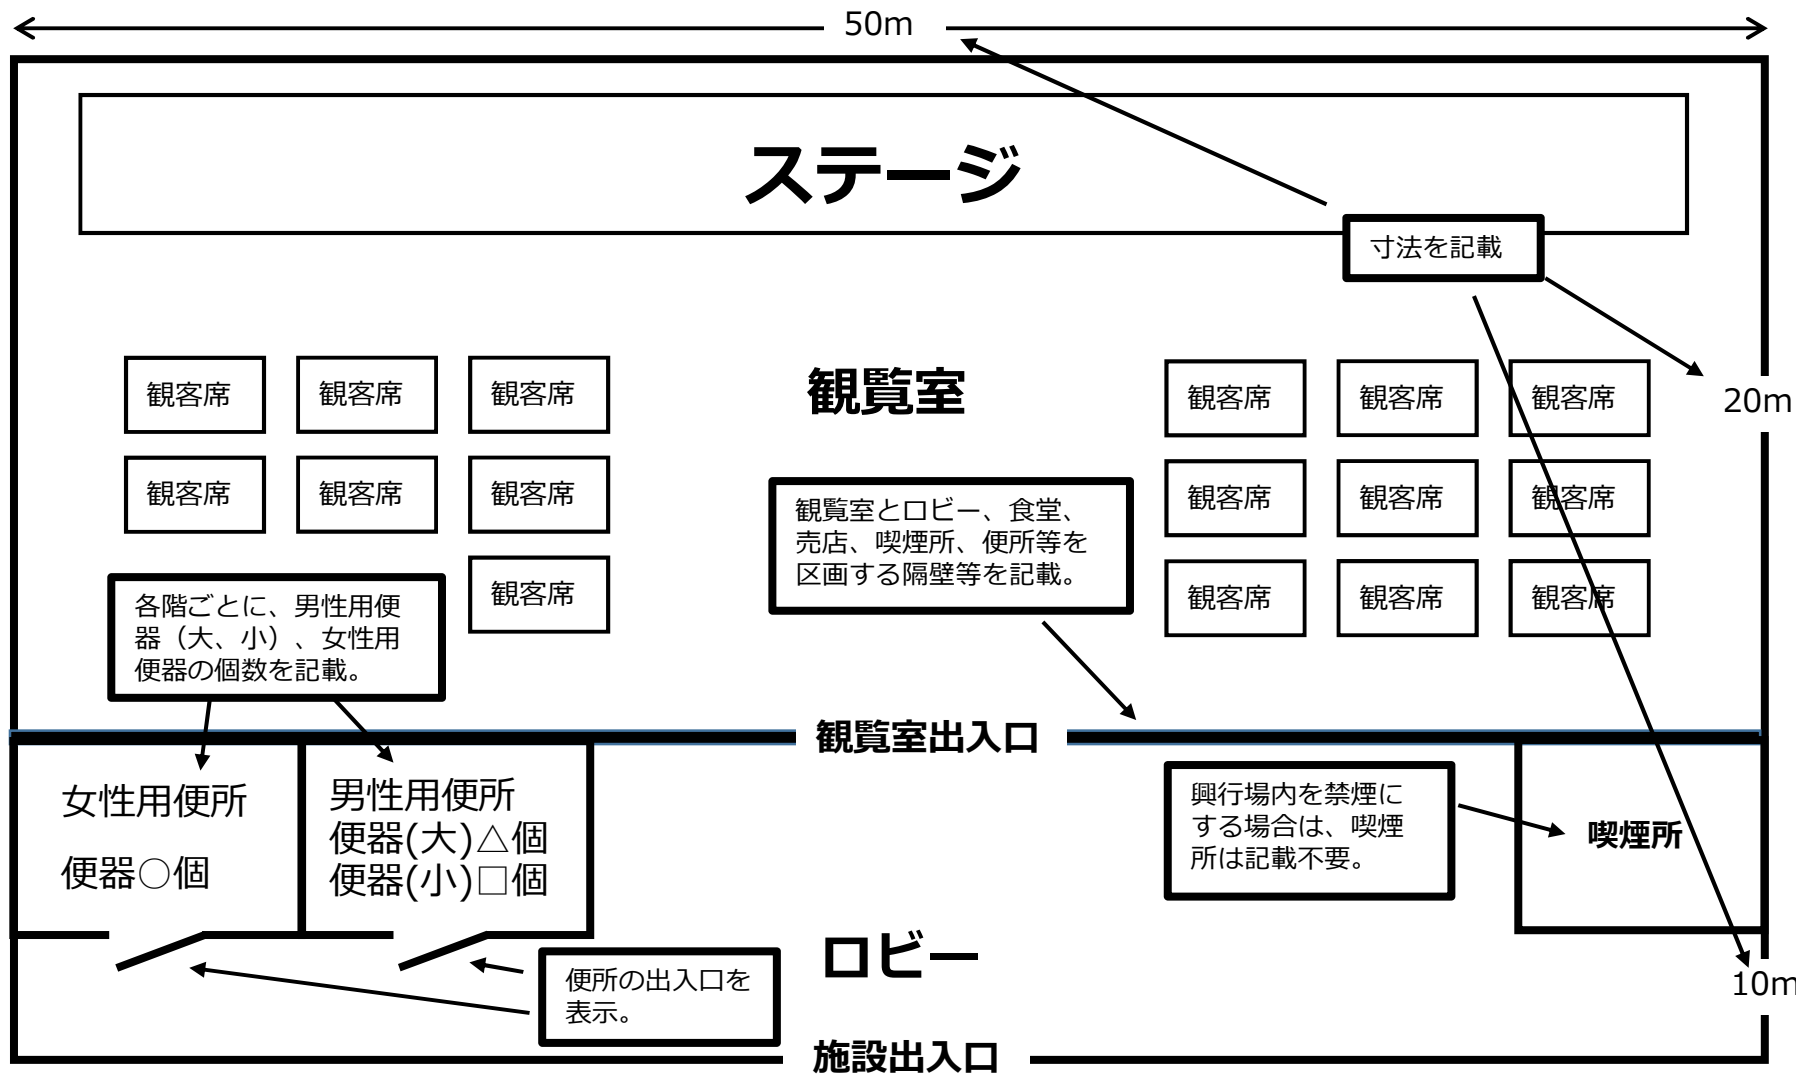 50m
ステージ
寸法を記載
観客席
観客席
観客席
観覧室
観客席
観客席
観客席
20m
観客席
観客席
観客席
観覧室とロビー、食堂、
売店、喫煙所、便所等を
区画する隔壁等を記載。
観客席
観客席
観客席
観客席
観客席
観客席
観客席
各階ごとに、男性用便
器（大、小）、女性用
便器の個数を記載。
観覧室出入口
女性用便所
便器○個
男性用便所
便器(大)△個
便器(小)□個
興行場内を禁煙に
する場合は、喫煙
所は記載不要。
喫煙所
ロビー
便所の出入口を
表示。
10m
施設出入口